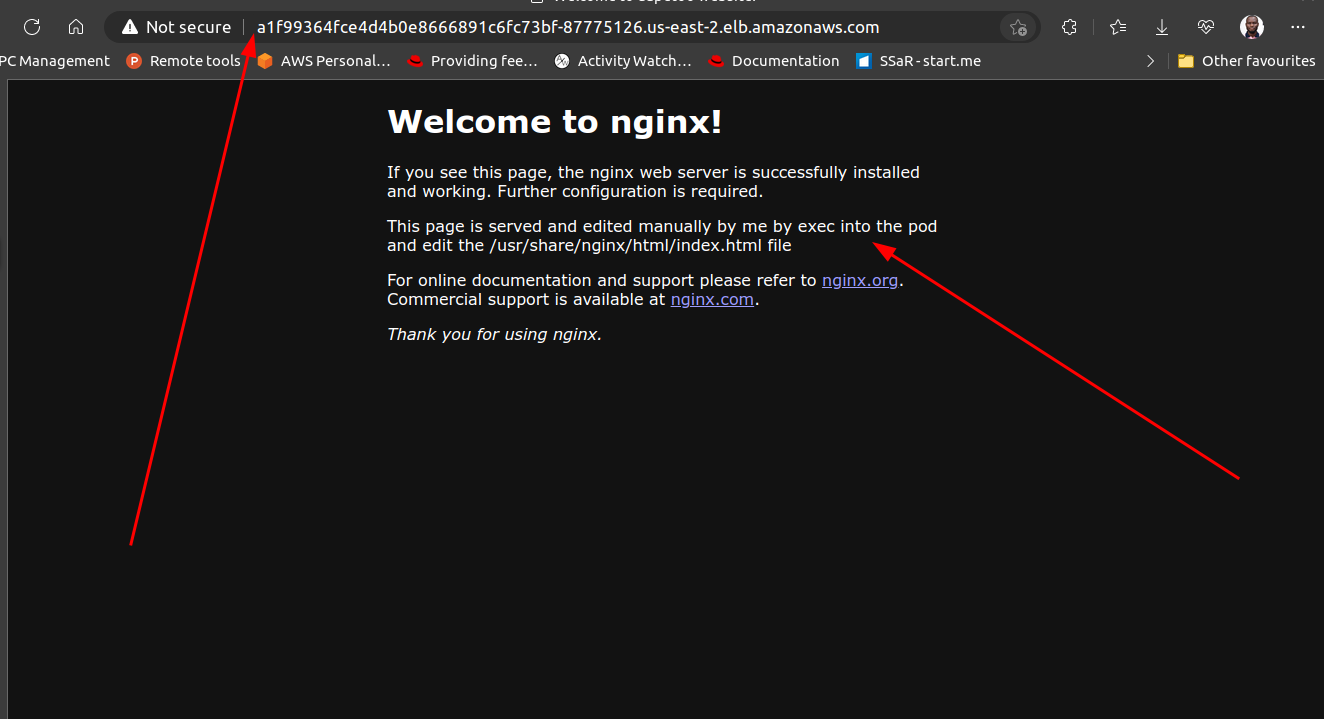 Not secure a1f99364fce4d4b0e8666891c6fc73bf-87775126.us-east-2.elb.amazonaws.com
PC Management Remote tools AWS Personal... Providing fee... Activity Watch... Documentation SSaR - start.me Other favourites
Welcome to nginx!
If you see this page, the nginx web server is successfully installed
and working. Further configuration is required.
This page is served and edited manually by me by exec into the pod
and edit the /usr/share/nginx/html/index.html file
For online documentation and support please refer to nginx.org.
Commercial support is available at nginx.com.
Thank you for using nginx.